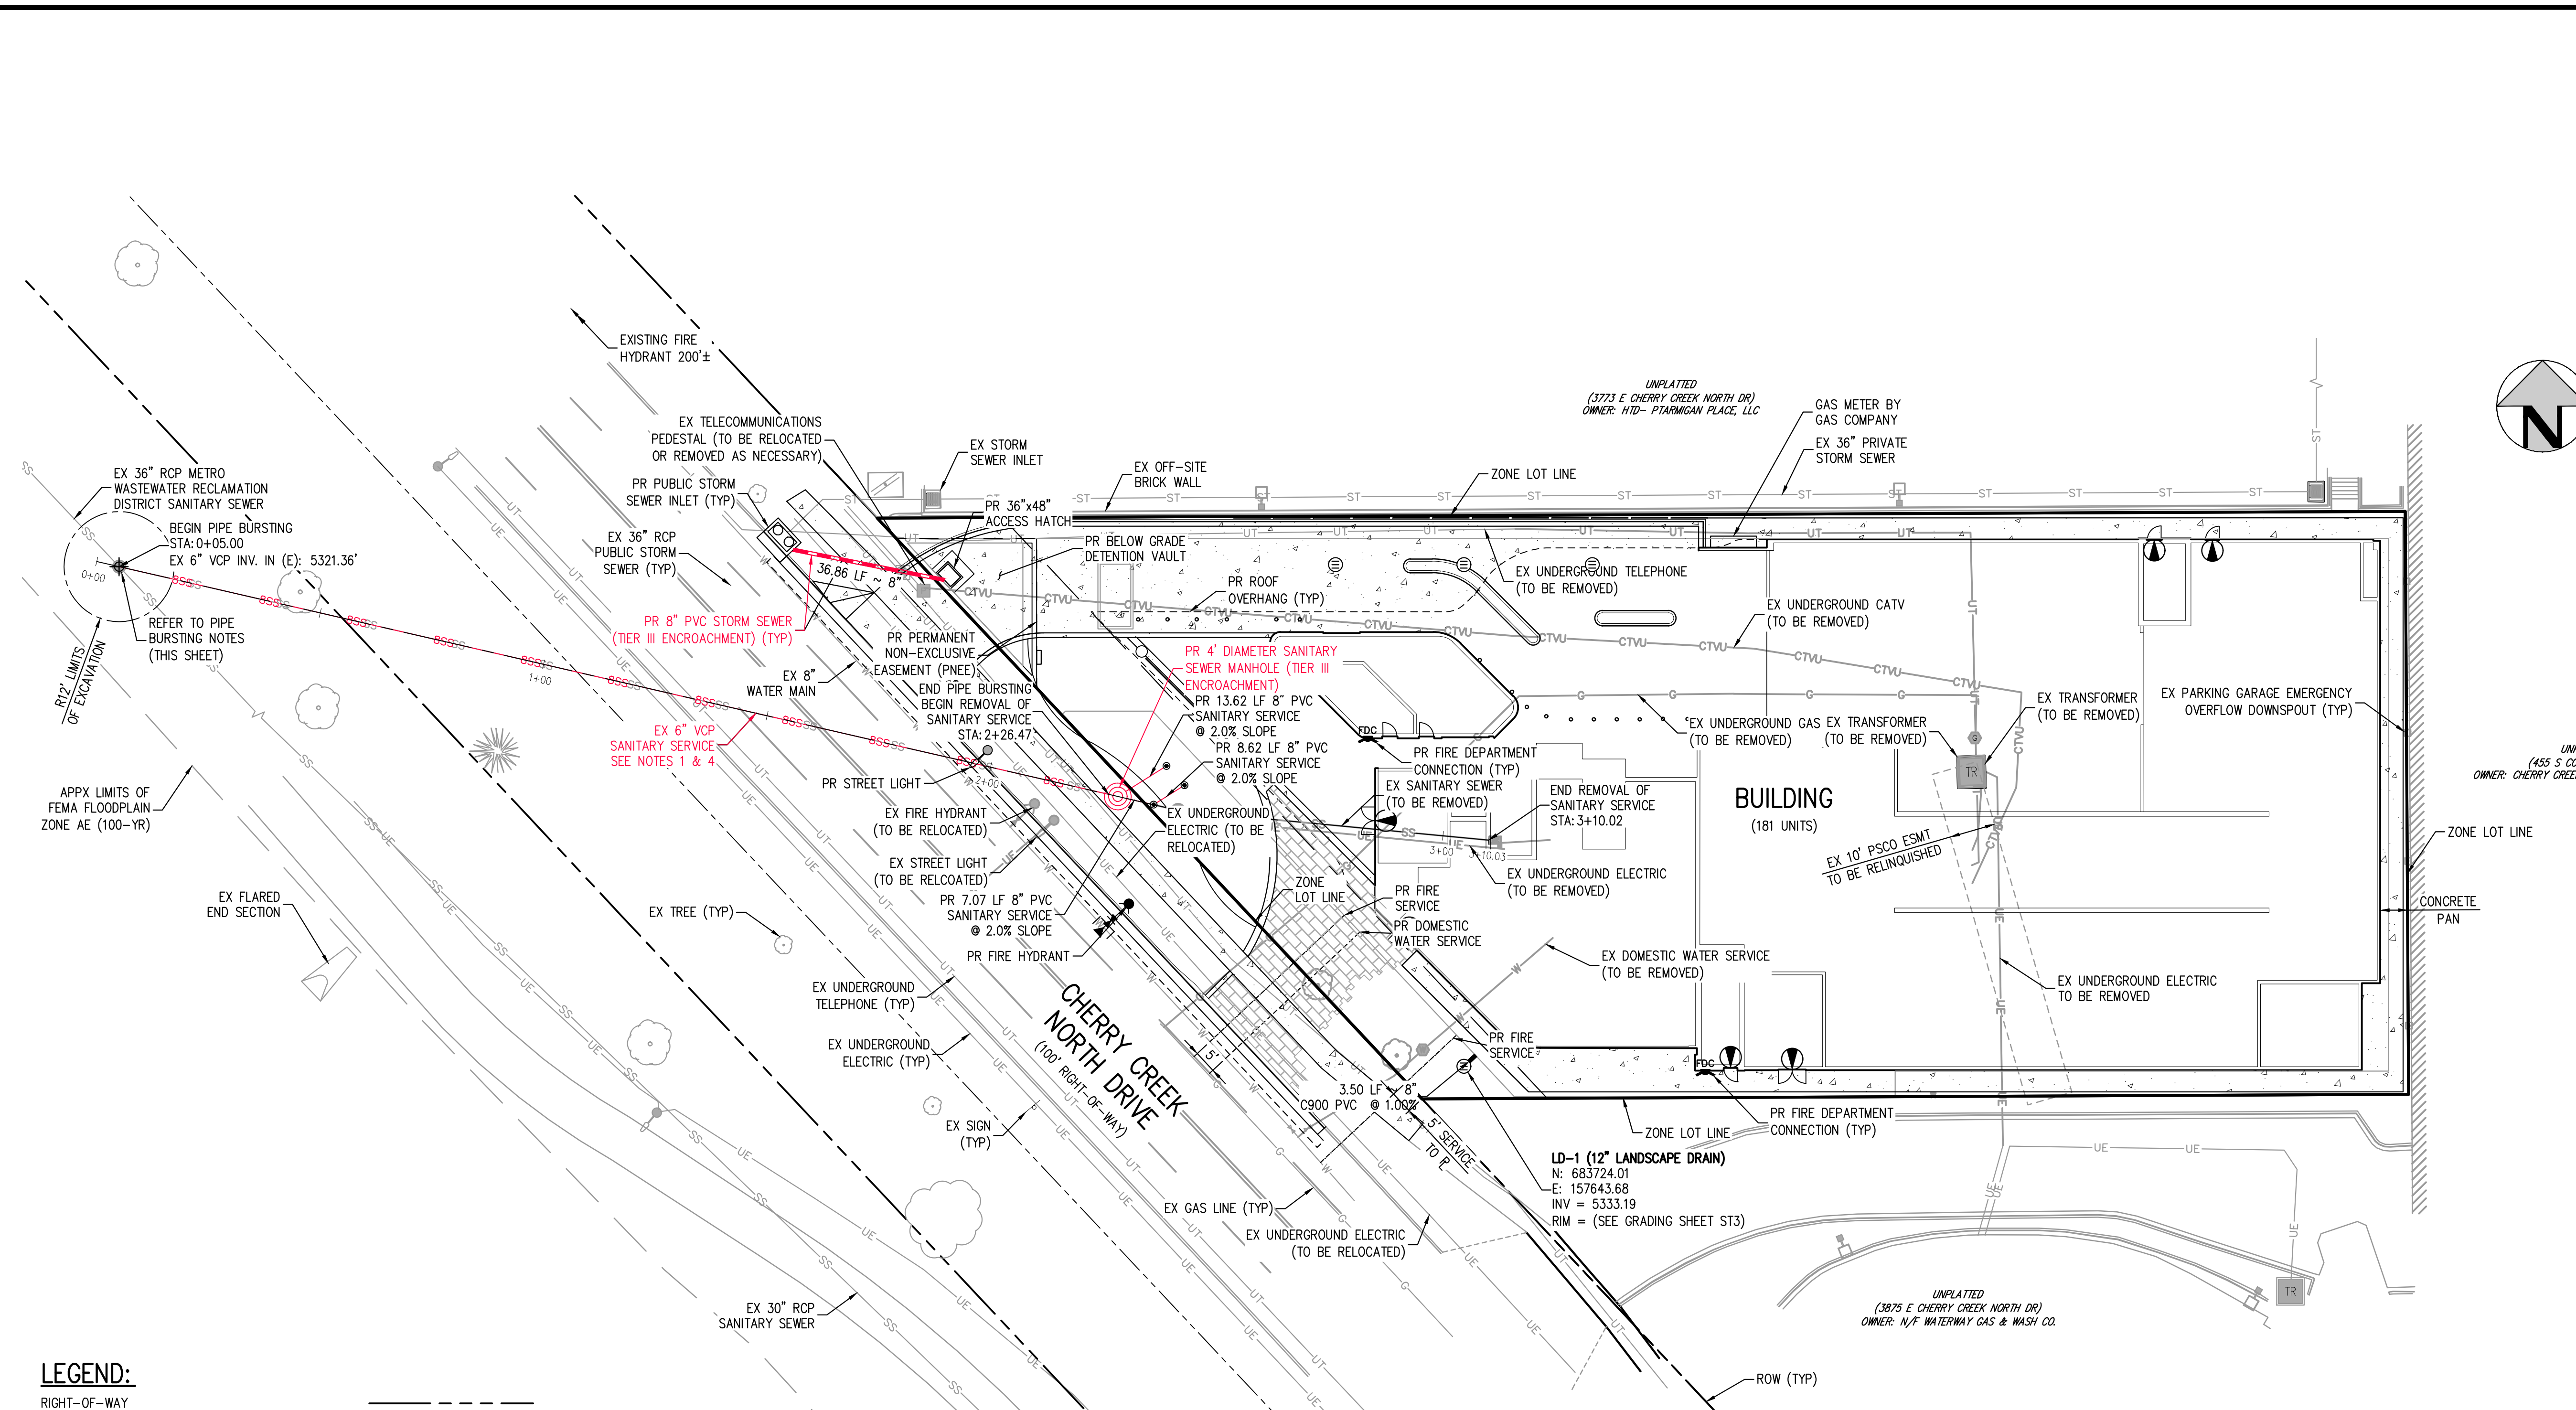 EXISTING FIRE
HYDRANT 200'±
UNPLATTED
(3773 E CHERRY CREEK NORTH DR)
OWNER: HTD- PTARMIGAN PLACE, LLC
N
GAS METER BY
GAS COMPANY
EX 36" PRIVATE
STORM SEWER
EX TELECOMMUNICATIONS
PEDESTAL (TO BE RELOCATED
OR REMOVED AS NECESSARY)
EX STORM
SEWER INLET
EX OFF-SITE
BRICK WALL
ZONE LOT LINE
EX 36" RCP METRO
WASTEWATER RECLAMATION
DISTRICT SANITARY SEWER
PR PUBLIC STORM
SEWER INLET (TYP)
PR 36"x48"
ACCESS HATCH
BEGIN PIPE BURSTING
STA: 0+05.00
EX 6" VCP INV. IN (E): 5321.36'
0+00
EX 36" RCP
PUBLIC STORM
SEWER (TYP)
PR BELOW GRADE
DETENTION VAULT
36.86 LF ~ 8"
EX UNDERGROUND TELEPHONE
(TO BE REMOVED)
PR ROOF
OVERHANG (TYP)
EX UNDERGROUND CATV
(TO BE REMOVED)
REFER TO PIPE
BURSTING NOTES
(THIS SHEET)
R12' LIMITS
OF EXCAVATION
PR 8" PVC STORM SEWER
(TIER III ENCROACHMENT) (TYP)
PR PERMANENT
NON-EXCLUSIVE
EASEMENT (PNEE)
PR 4' DIAMETER SANITARY
SEWER MANHOLE (TIER III
ENCROACHMENT)
1+00
EX 8"
WATER MAIN
END PIPE BURSTING
BEGIN REMOVAL OF
SANITARY SERVICE
STA: 2+26.47
PR 13.62 LF 8" PVC
SANITARY SERVICE
@ 2.0% SLOPE
PR 8.62 LF 8" PVC
SANITARY SERVICE
@ 2.0% SLOPE
EX 6" VCP
SANITARY SERVICE
SEE NOTES 1 & 4
FDC
PR FIRE DEPARTMENT
CONNECTION (TYP)
EX UNDERGROUND GAS
(TO BE REMOVED)
EX TRANSFORMER
(TO BE REMOVED)
EX TRANSFORMER
(TO BE REMOVED)
TR
EX PARKING GARAGE EMERGENCY
OVERFLOW DOWNSPOUT (TYP)
OWNER: CHERRY CREE
PR STREET LIGHT
2+00
APPX LIMITS OF
FEMA FLOODPLAIN
ZONE AE (100-YR)
EX FIRE HYDRANT
(TO BE RELOCATED)
EX UNDERGROUND
ELECTRIC (TO BE
RELOCATED)
EX SANITARY SEWER
(TO BE REMOVED)
END REMOVAL OF
SANITARY SERVICE
STA: 3+10.02
3+00
3+10.03
BUILDING
(181 UNITS)
EX 10' PSCO ESMT
TO BE RELINQUISHED
ZONE LOT LINE
EX STREET LIGHT
(TO BE RELCOATED)
EX UNDERGROUND ELECTRIC
(TO BE REMOVED)
ZONE
LOT LINE
PR FIRE
SERVICE
EX FLARED
END SECTION
EX TREE (TYP)
PR 7.07 LF 8" PVC
SANITARY SERVICE
@ 2.0% SLOPE
PR DOMESTIC
WATER SERVICE
CONCRETE
PAN
PR FIRE HYDRANT
EX DOMESTIC WATER SERVICE
(TO BE REMOVED)
EX UNDERGROUND ELECTRIC
TO BE REMOVED
EX UNDERGROUND
TELEPHONE (TYP)
CHERRY CREEK
NORTH DRIVE
(100' RIGHT-OF-WAY)
EX UNDERGROUND
ELECTRIC (TYP)
5'
PR FIRE
SERVICE
FDC
3.50 LF ~ 8"
C900 PVC @ 1.00%
EX SIGN
(TYP)
5' SERVICE
TO PL
ZONE LOT LINE
PR FIRE DEPARTMENT
CONNECTION (TYP)
LD-1 (12" LANDSCAPE DRAIN)
N: 683724.01
E: 157643.68
INV = 5333.19
RIM = (SEE GRADING SHEET ST3)
EX GAS LINE (TYP)
EX UNDERGROUND ELECTRIC
(TO BE RELOCATED)
UNPLATTED
(3875 E CHERRY CREEK NORTH DR)
OWNER: N/F WATERWAY GAS & WASH CO.
TR
EX 30" RCP
SANITARY SEWER
ROW (TYP)
LEGEND:
RIGHT-OF-WAY